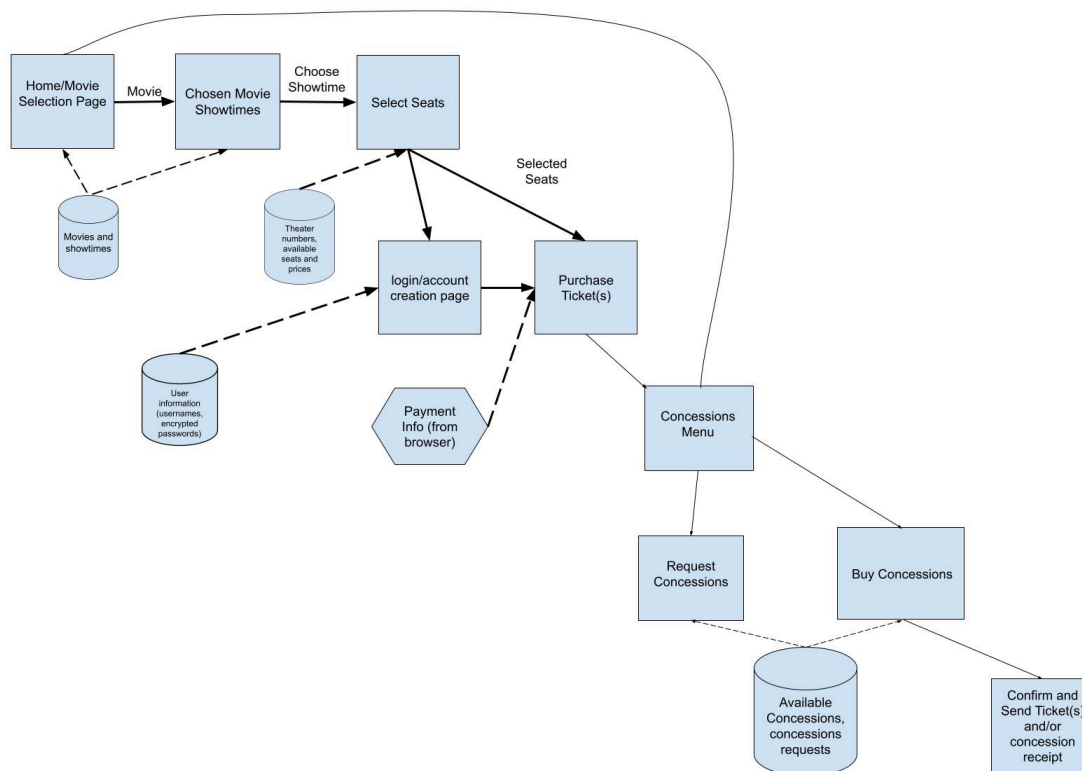 Home/Movie
Selection Page
Movie
Chosen Movie
Showtimes
Choose
Showtime
Select Seats
Selected
Seats
Movies and
showtimes
Theater
numbers,
available
seats and
prices
login/account
creation page
Purchase
Ticket(s)
User
information
(usernames,
encrypted
passwords)
Payment
Info (from
browser)
Concessions
Menu
Request
Concessions
Buy Concessions
Available
Concessions,
concessions
requests
Confirm and
Send Ticket(s)
and/or
concession
receipt